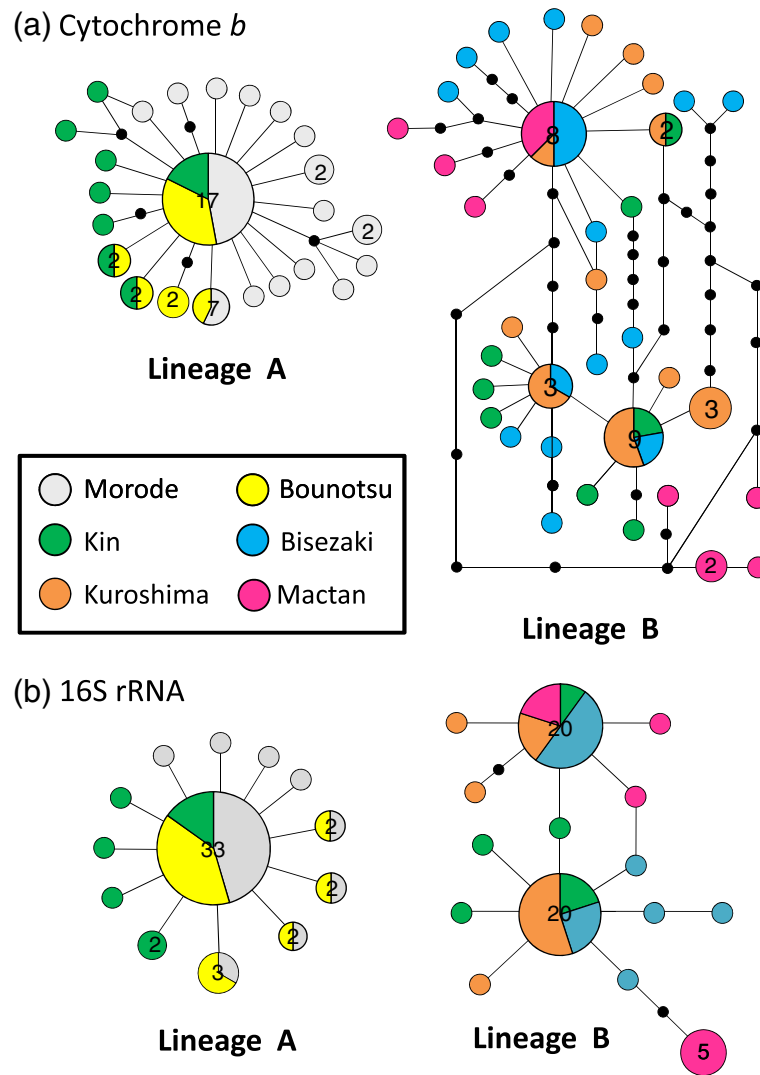 (a) Cytochrome b
8
2
17
2
2
2
2
2
7
Lineage A
3
3
9
Morode
Bounotsu
Kin
Bisezaki
Kuroshima
Mactan
2
Lineage B
(b) 16S rRNA
20
33
2
2
2
2
3
20
5
Lineage A
Lineage B